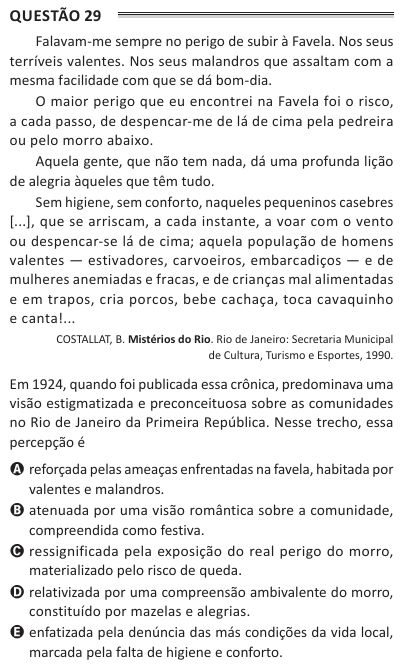 QUESTÃO 29
Falavam-me sempre no perigo de subir à Favela. Nos seus
terríveis valentes. Nos seus malandros que assaltam com a
mesma facilidade com que se dá bom-dia.
O maior perigo que eu encontrei na Favela foi o risco,
a cada passo, de despencar-me de lá de cima pela pedreira
ou pelo morro abaixo.
Aquela gente, que não tem nada, dá uma profunda lição
de alegria àqueles que têm tudo.
Sem higiene, sem conforto, naqueles pequeninos casebres
[...], que se arriscam, a cada instante, a voar com o vento
ou despencar-se lá de cima; aquela população de homens
valentes — estivadores, carvoeiros, embarcadiços — e de
mulheres anemiadas e fracas, e de crianças mal alimentadas
e em trapos, cria porcos, bebe cachaça, toca cavaquinho
e canta!...
COSTALLAT, B. Mistérios do Rio. Rio de Janeiro: Secretaria Municipal
de Cultura, Turismo e Esportes, 1990.
Em 1924, quando foi publicada essa crônica, predominava uma
visão estigmatizada e preconceituosa sobre as comunidades
no Rio de Janeiro da Primeira República. Nesse trecho, essa
percepção é
A reforçada pelas ameaças enfrentadas na favela, habitada por
valentes e malandros.
B atenuada por uma visão romântica sobre a comunidade,
compreendida como festiva.
C ressignificada pela exposição do real perigo do morro,
materializado pelo risco de queda.
D relativizada por uma compreensão ambivalente do morro,
constituído por mazelas e alegrias.
E enfatizada pela denúncia das más condições da vida local,
marcada pela falta de higiene e conforto.